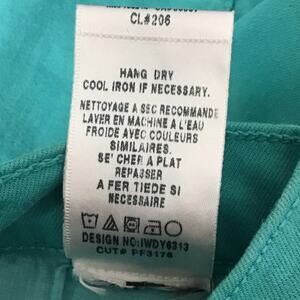 CL#206
HANG DRY
COOL IRON IF NECESSARY.
NETTOYAGE A SEC RECOMMANDE
LAVER EN MACHINE A L'EAU
FROIDE AVEC COULEURS
SIMILAIRES.
SE' CHER A PLAT
REPASSER
A FER TIEDE SI
NECESSAIRE
DESIGN NO:IWDY6313
CUT# PF3176